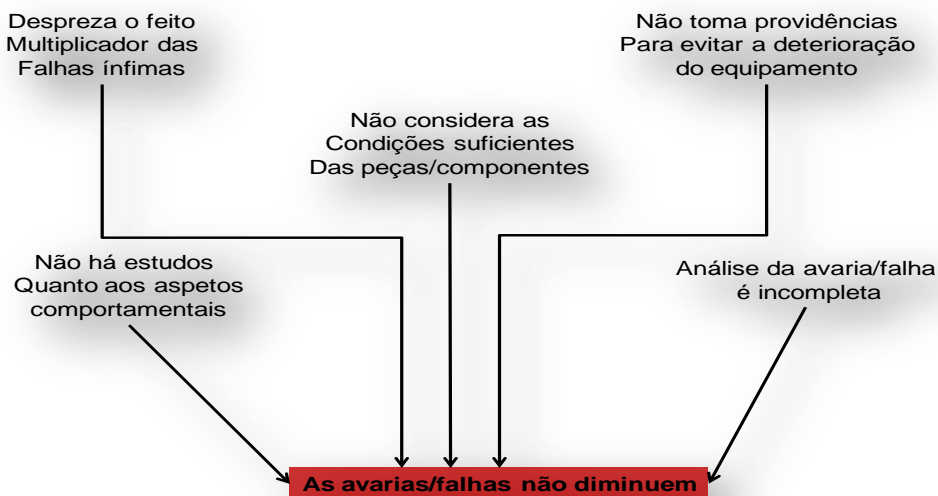 Despreza o feito
Multiplicador das
Falhas ínfimas
Não toma providências
Para evitar a deterioração
do equipamento
Não considera as
Condições suficientes
Das peças/componentes
Não há estudos
Quanto aos aspetos
comportamentais
Análise da avaria/falha
é incompleta
As avarias/falhas não diminuem